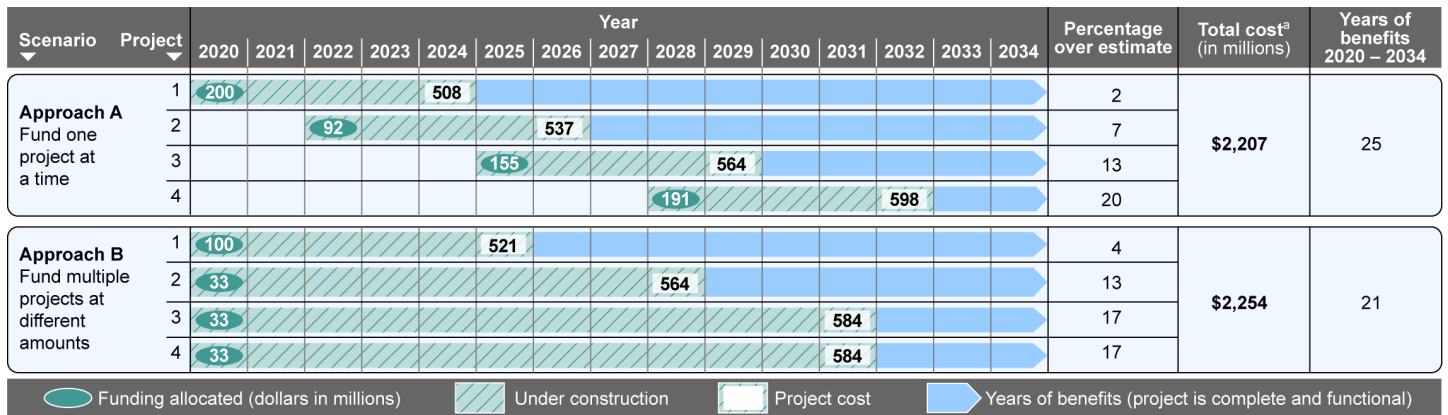 Scenario Project Year Percentage over estimate Total costa (in millions) Years of benefits 2020 – 2034
2020 2021 2022 2023 2024 2025 2026 2027 2028 2029 2030 2031 2032 2033 2034
Approach A
Fund one
project at
a time
1 200 508 2
2 92 537 7
3 155 564 13
4 191 598 20
$2,207 25
Approach B
Fund multiple
projects at
different
amounts
1 100 521 4
2 33 564 13
3 33 584 17
4 33 584 17
$2,254 21
Funding allocated (dollars in millions) Under construction Project cost Years of benefits (project is complete and functional)